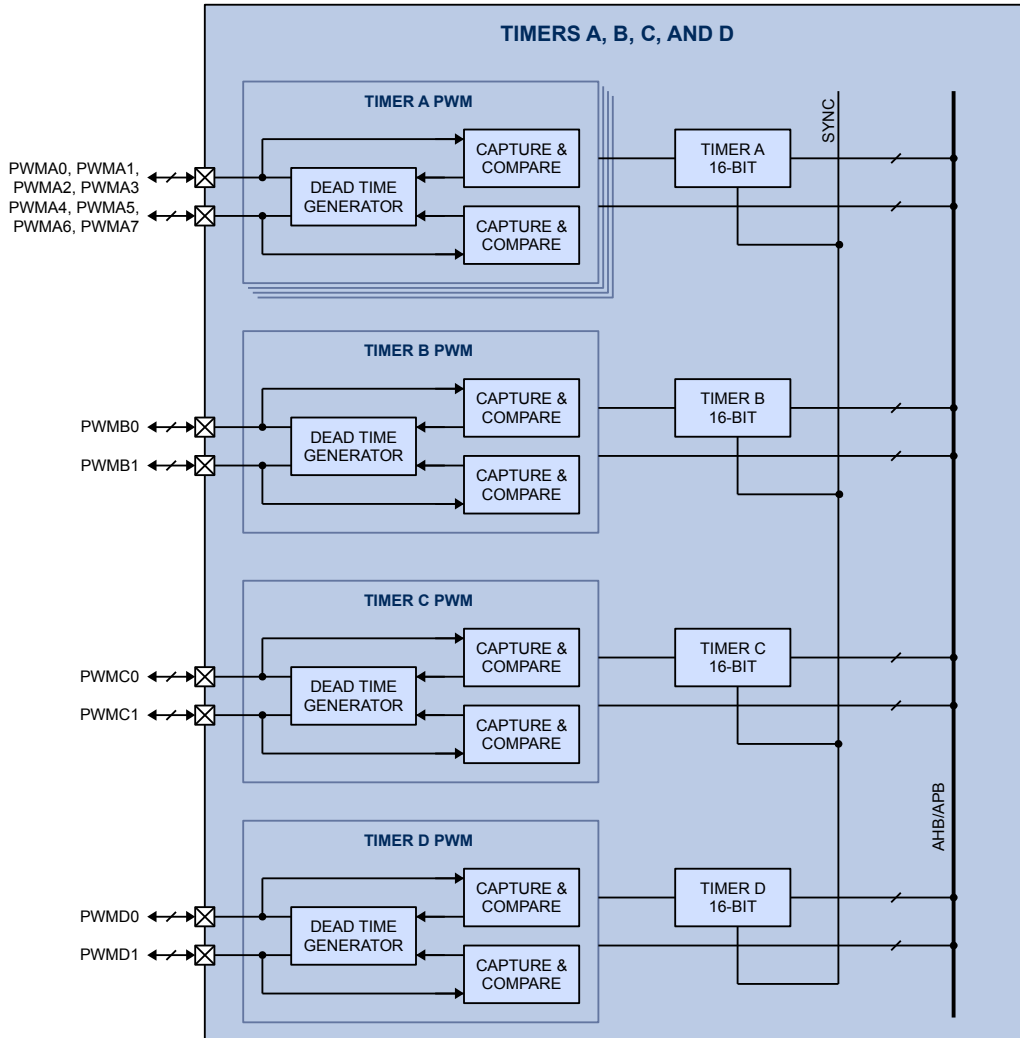 TIMERS A, B, C, AND D
TIMER A PWM
SYNC
PWMA0, PWMA1,
PWMA2, PWMA3
PWMA4, PWMA5,
PWMA6, PWMA7
DEAD TIME
GENERATOR
CAPTURE &
COMPARE
CAPTURE &
COMPARE
TIMER A
16-BIT
TIMER B PWM
PWMB0
PWMB1
DEAD TIME
GENERATOR
CAPTURE &
COMPARE
CAPTURE &
COMPARE
TIMER B
16-BIT
TIMER C PWM
PWMC0
PWMC1
DEAD TIME
GENERATOR
CAPTURE &
COMPARE
CAPTURE &
COMPARE
TIMER C
16-BIT
AHB/APB
TIMER D PWM
PWMD0
PWMD1
DEAD TIME
GENERATOR
CAPTURE &
COMPARE
CAPTURE &
COMPARE
TIMER D
16-BIT